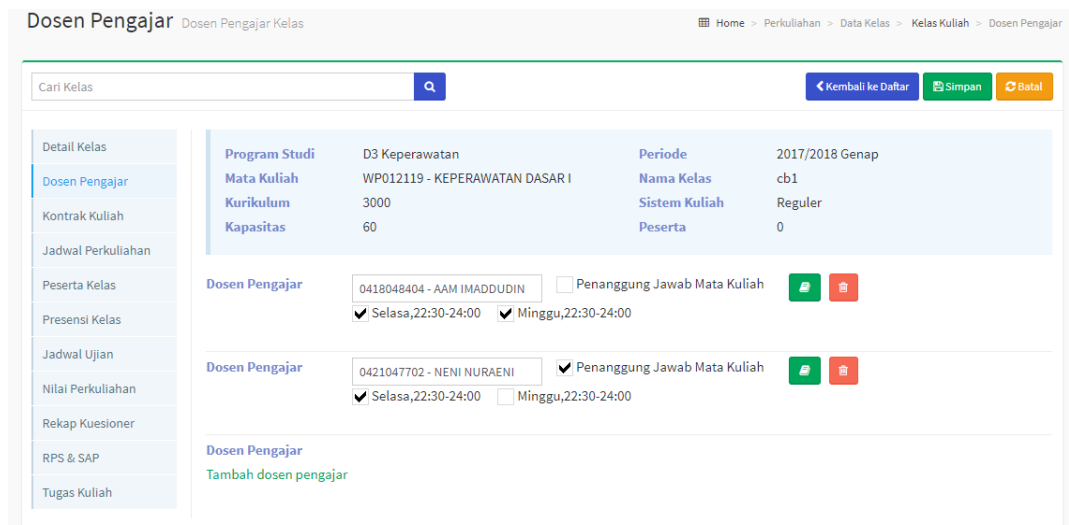 Dosen Pengajar Dosen Pengajar Kelas
Home > Perkuliahan > Data Kelas > Kelas Kuliah > Dosen Pengajar
Cari Kelas
Kembali ke Daftar Simpan Batal
Detail Kelas
Dosen Pengajar
Kontrak Kuliah
Jadwal Perkuliahan
Peserta Kelas
Presensi Kelas
Jadwal Ujian
Nilai Perkuliahan
Rekap Kuesioner
RPS & SAP
Tugas Kuliah
Program Studi D3 Keperawatan Periode 2017/2018 Genap
Mata Kuliah WP012119 - KEPERAWATAN DASAR I Nama Kelas cb1
Kurikulum 3000 Sistem Kuliah Reguler
Kapasitas 60 Peserta 0
Dosen Pengajar 0418048404 - AAM IMADDUDIN Penanggung Jawab Mata Kuliah
Selasa,22:30-24:00 Minggu,22:30-24:00
Dosen Pengajar 0421047702 - NENI NURAENI Penanggung Jawab Mata Kuliah
Selasa,22:30-24:00 Minggu,22:30-24:00
Dosen Pengajar
Tambah dosen pengajar